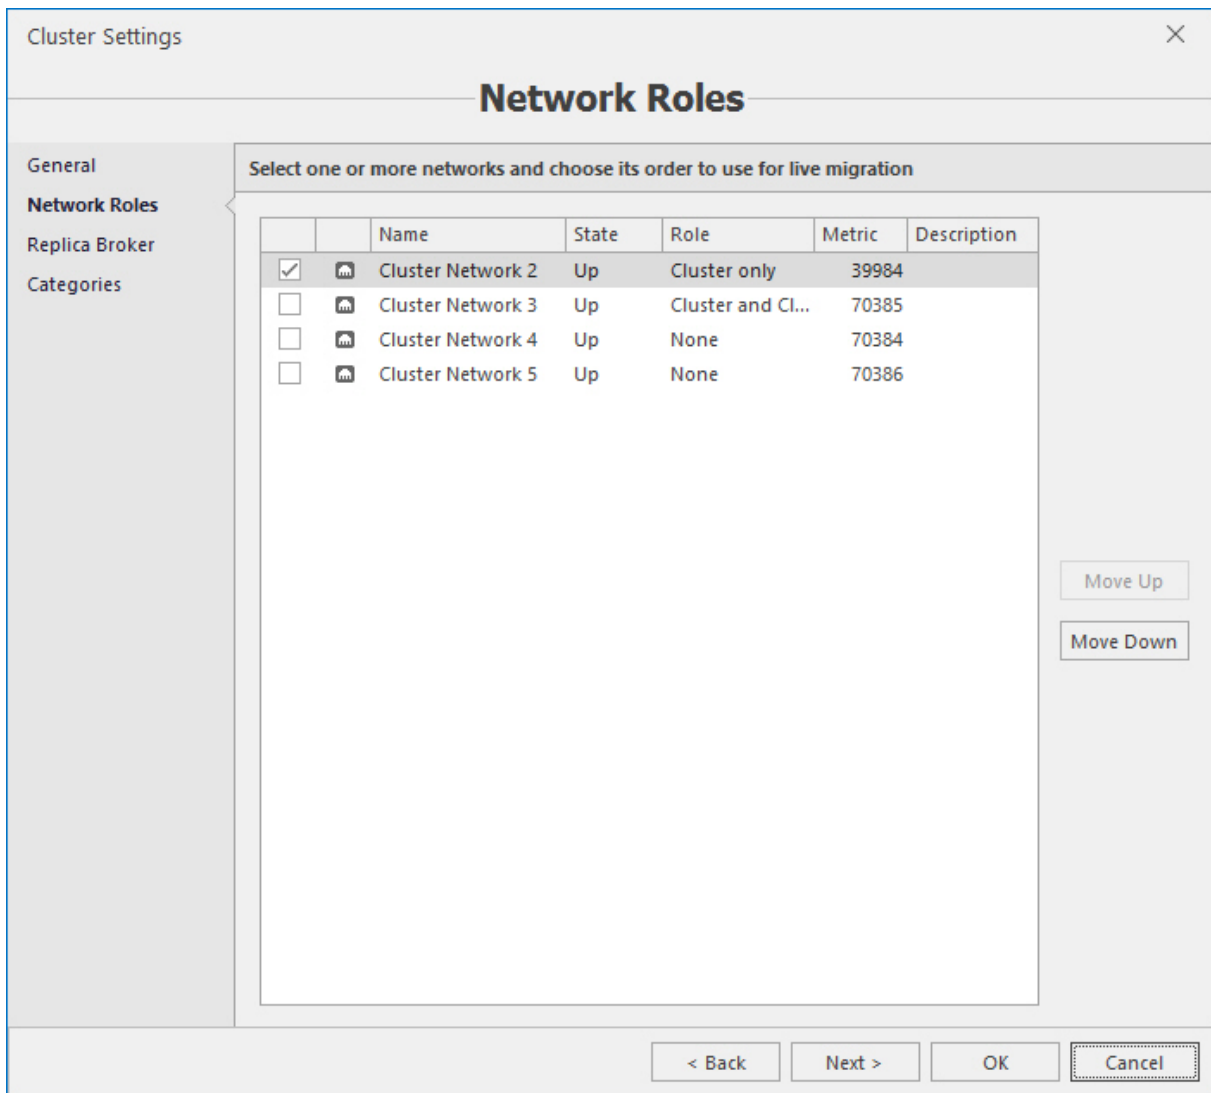 Cluster Settings
Network Roles
General
Network Roles
Replica Broker
Categories
Select one or more networks and choose its order to use for live migration
Name State Role Metric Description
Cluster Network 2 Up Cluster only 39984
Cluster Network 3 Up Cluster and Cl... 70385
Cluster Network 4 Up None 70384
Cluster Network 5 Up None 70386
Move Up
Move Down
< Back Next > OK Cancel